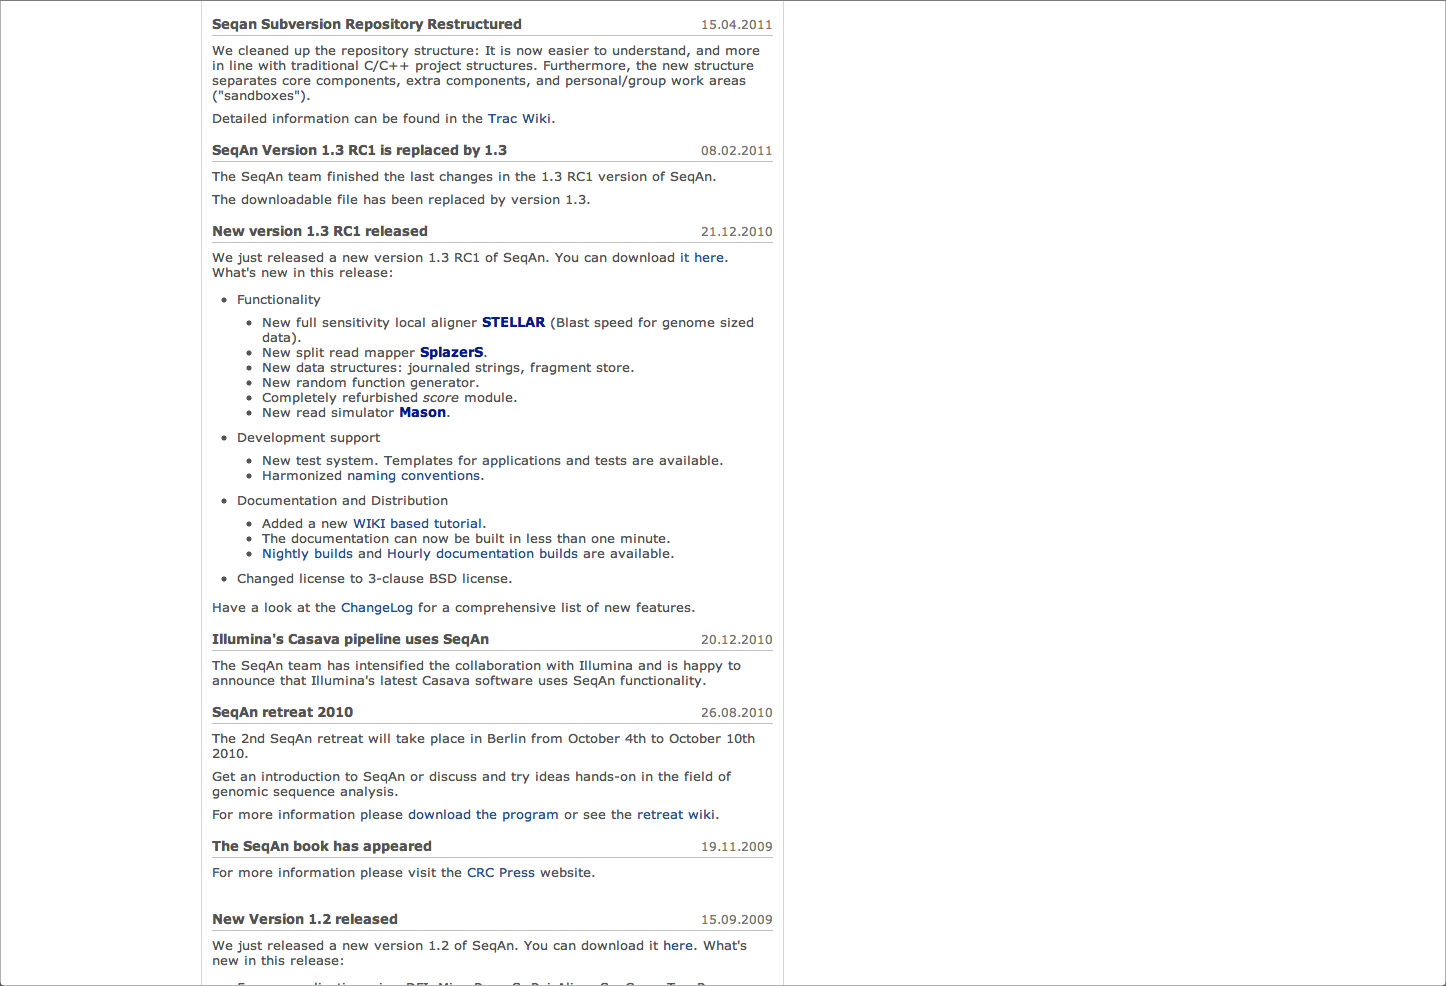 Seqan Subversion Repository Restructured 15.04.2011
We cleaned up the repository structure: It is now easier to understand, and more
in line with traditional C/C++ project structures. Furthermore, the new structure
separates core components, extra components, and personal/group work areas
("sandboxes").
Detailed information can be found in the Trac Wiki.
SeqAn Version 1.3 RC1 is replaced by 1.3 08.02.2011
The SeqAn team finished the last changes in the 1.3 RC1 version of SeqAn.
The downloadable file has been replaced by version 1.3.
New version 1.3 RC1 released 21.12.2010
We just released a new version 1.3 RC1 of SeqAn. You can download it here.
What's new in this release:
• Functionality
• New full sensitivity local aligner STELLAR (Blast speed for genome sized
data).
• New split read mapper SplazerS.
• New data structures: journaled strings, fragment store.
• New random function generator.
• Completely refurbished score module.
• New read simulator Mason.
• Development support
• New test system. Templates for applications and tests are available.
• Harmonized naming conventions.
• Documentation and Distribution
• Added a new WIKI based tutorial.
• The documentation can now be built in less than one minute.
• Nightly builds and Hourly documentation builds are available.
• Changed license to 3-clause BSD license.
Have a look at the ChangeLog for a comprehensive list of new features.
Illumina's Casava pipeline uses SeqAn 20.12.2010
The SeqAn team has intensified the collaboration with Illumina and is happy to
announce that Illumina's latest Casava software uses SeqAn functionality.
SeqAn retreat 2010 26.08.2010
The 2nd SeqAn retreat will take place in Berlin from October 4th to October 10th
2010.
Get an introduction to SeqAn or discuss and try ideas hands-on in the field of
genomic sequence analysis.
For more information please download the program or see the retreat wiki.
The SeqAn book has appeared 19.11.2009
For more information please visit the CRC Press website.
New Version 1.2 released 15.09.2009
We just released a new version 1.2 of SeqAn. You can download it here. What's
new in this release: